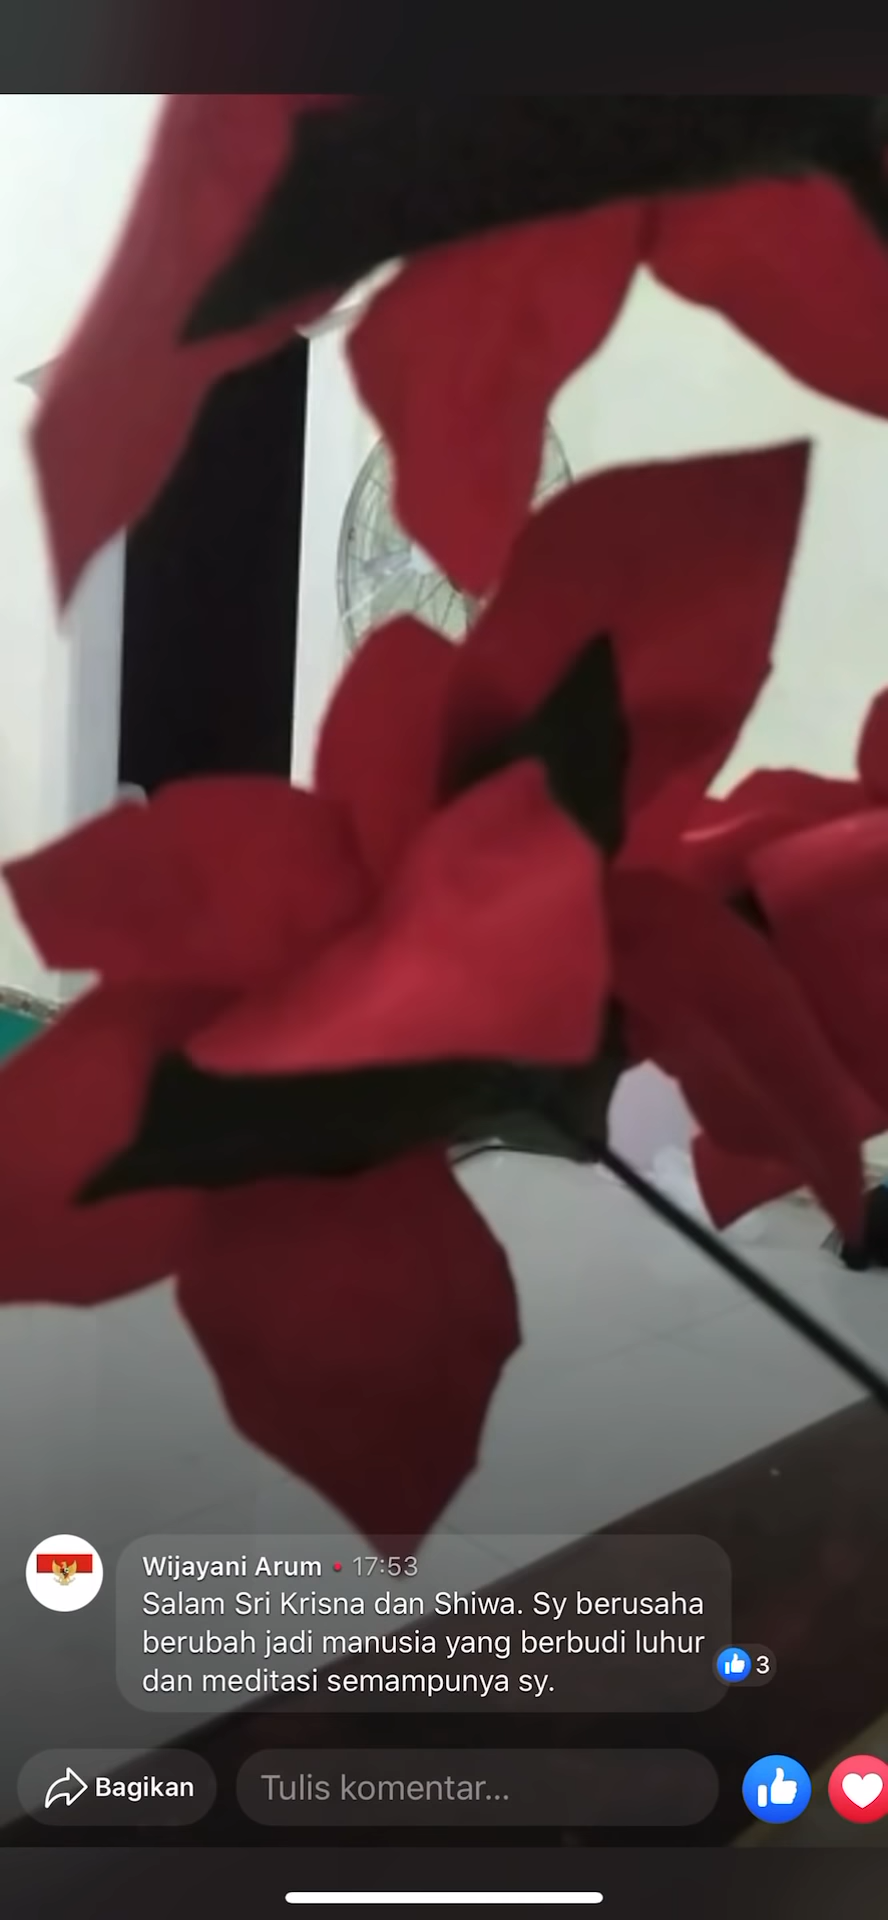 Wijayani Arum • 17:53
Salam Sri Krisna dan Shiwa. Sy berusaha
berubah jadi manusia yang berbudi luhur
dan meditasi semampunya sy.
3
Bagikan
Tulis komentar...